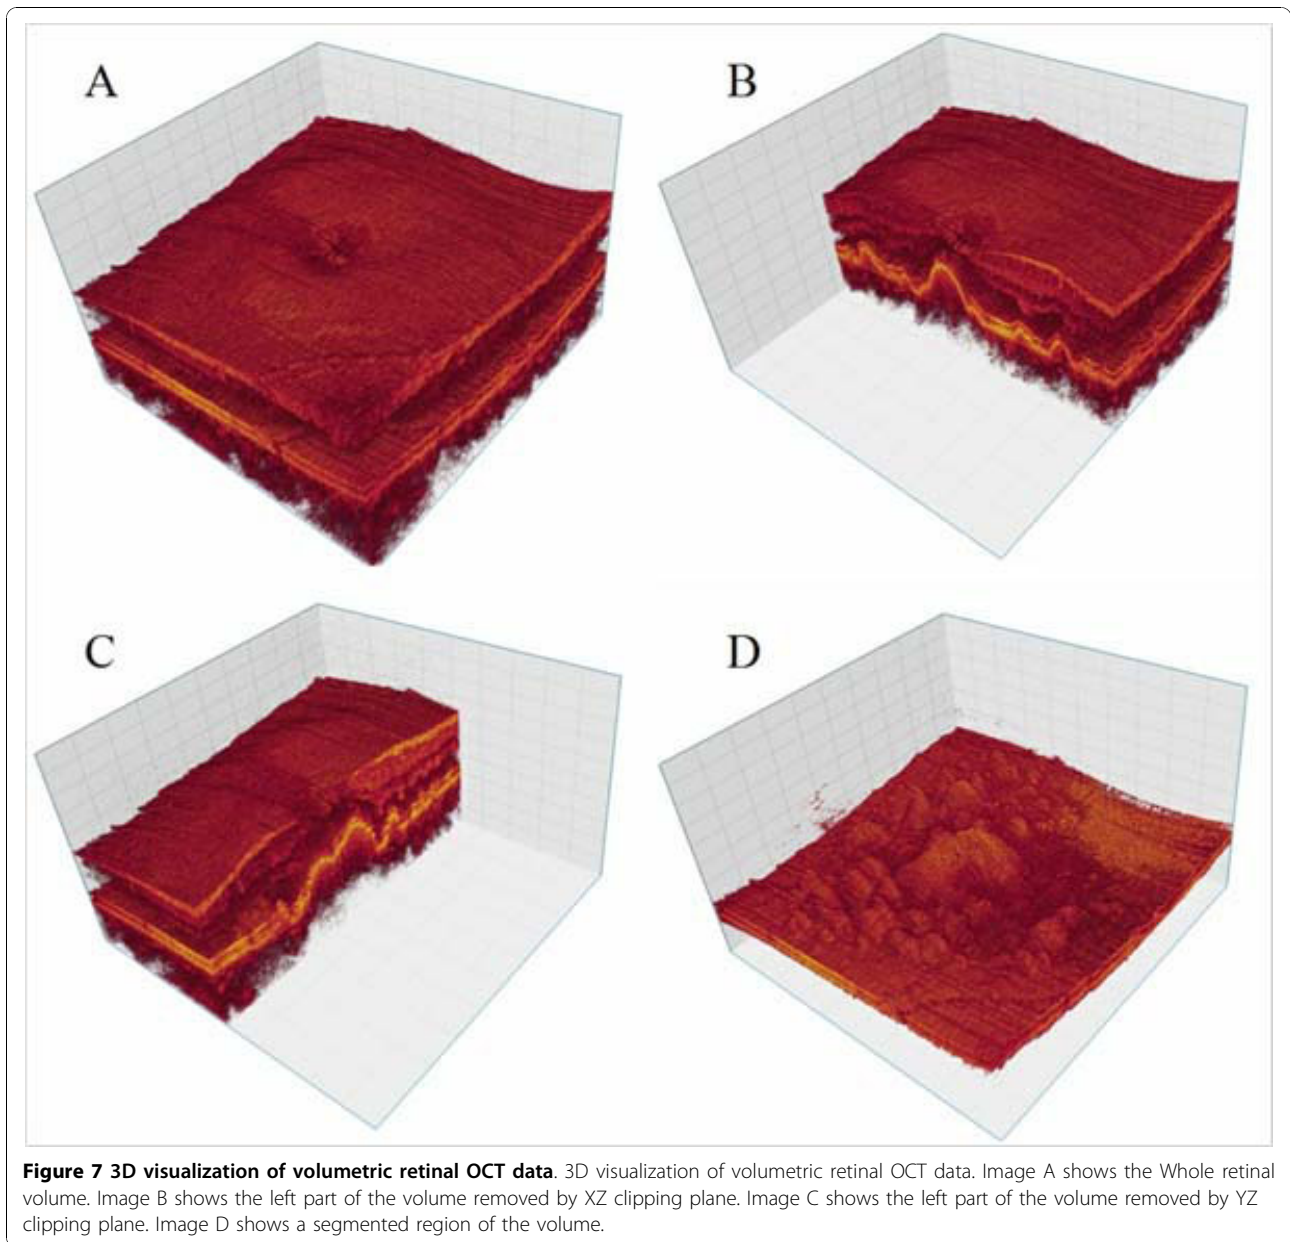 A
B
C
D
Figure 7 3D visualization of volumetric retinal OCT data. 3D visualization of volumetric retinal OCT data. Image A shows the Whole retinal
volume. Image B shows the left part of the volume removed by XZ clipping plane. Image C shows the left part of the volume removed by YZ
clipping plane. Image D shows a segmented region of the volume.